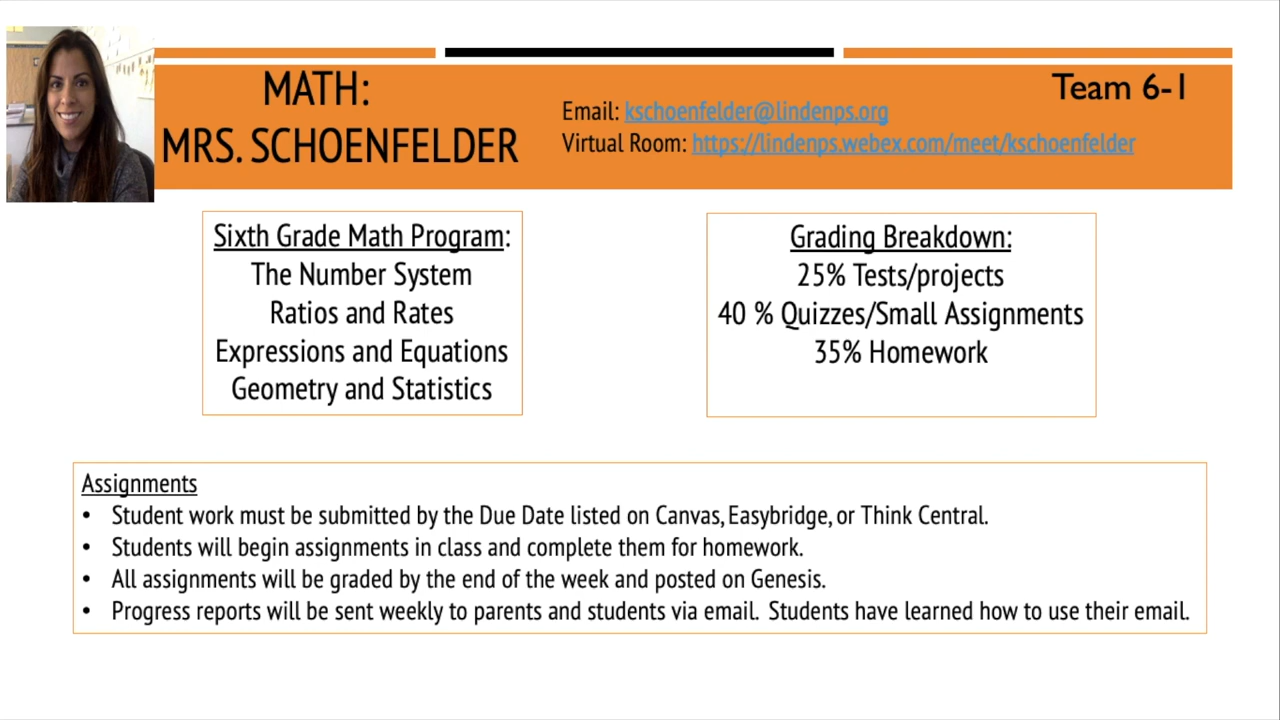 MATH:
MRS. SCHOENFELDER
Email: kschoenfelder@lindenps.org
Virtual Room: https://lindenps.webex.com/meet/kschoenfelder
Team 6-1
Sixth Grade Math Program:
The Number System
Ratios and Rates
Expressions and Equations
Geometry and Statistics
Grading Breakdown:
25% Tests/projects
40 % Quizzes/Small Assignments
35% Homework
Assignments
• Student work must be submitted by the Due Date listed on Canvas, Easybridge, or Think Central.
• Students will begin assignments in class and complete them for homework.
• All assignments will be graded by the end of the week and posted on Genesis.
• Progress reports will be sent weekly to parents and students via email.  Students have learned how to use their email.